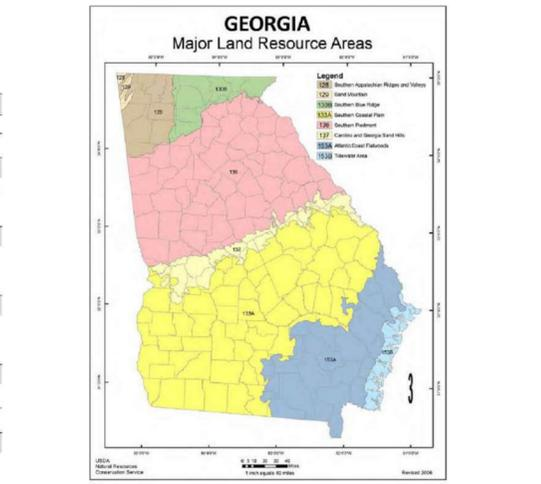 GEORGIA
Major Land Resource Areas
Legend
128 Southern Appalachian Ridges and Valleys
129 Sand Mountain
130B Southern Blue Ridge
133A Southern Coastal Plain
136 Southern Piedmont
137 Carolina and Georgia Sand Hills
153A Atlantic Coast Flatwoods
153B Tidewater Area
128
129
128
130B
136
137
133A
153A
153B
USDA
Natural Resources
Conservation Service
Miles
1 inch equals 40 miles
Revised 2006